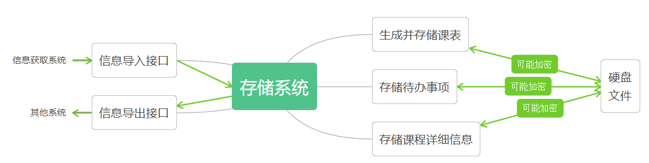 信息获取系统
信息导入接口
其他系统
信息导出接口
存储系统
生成并存储课表
存储待办事项
存储课程详细信息
可能加密
可能加密
可能加密
硬盘
文件